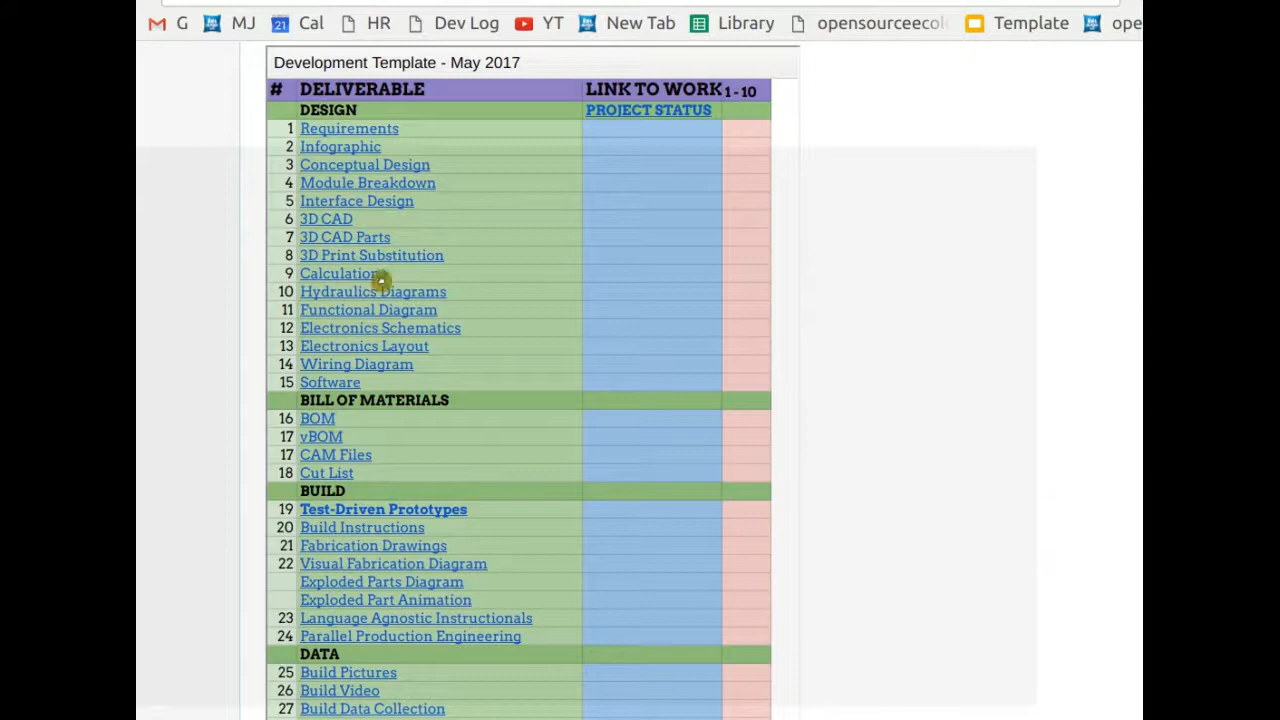 G MJ 21 Cal HR Dev Log YT New Tab Library opensourceecol Template ope
Development Template - May 2017
# DELIVERABLE LINK TO WORK 1 - 10
DESIGN PROJECT STATUS
1 Requirements
2 Infographic
3 Conceptual Design
4 Module Breakdown
5 Interface Design
6 3D CAD
7 3D CAD Parts
8 3D Print Substitution
9 Calculations
10 Hydraulics Diagrams
11 Functional Diagram
12 Electronics Schematics
13 Electronics Layout
14 Wiring Diagram
15 Software
BILL OF MATERIALS
16 BOM
17 vBOM
17 CAM Files
18 Cut List
BUILD
19 Test-Driven Prototypes
20 Build Instructions
21 Fabrication Drawings
22 Visual Fabrication Diagram
Exploded Parts Diagram
Exploded Part Animation
23 Language Agnostic Instructionals
24 Parallel Production Engineering
DATA
25 Build Pictures
26 Build Video
27 Build Data Collection